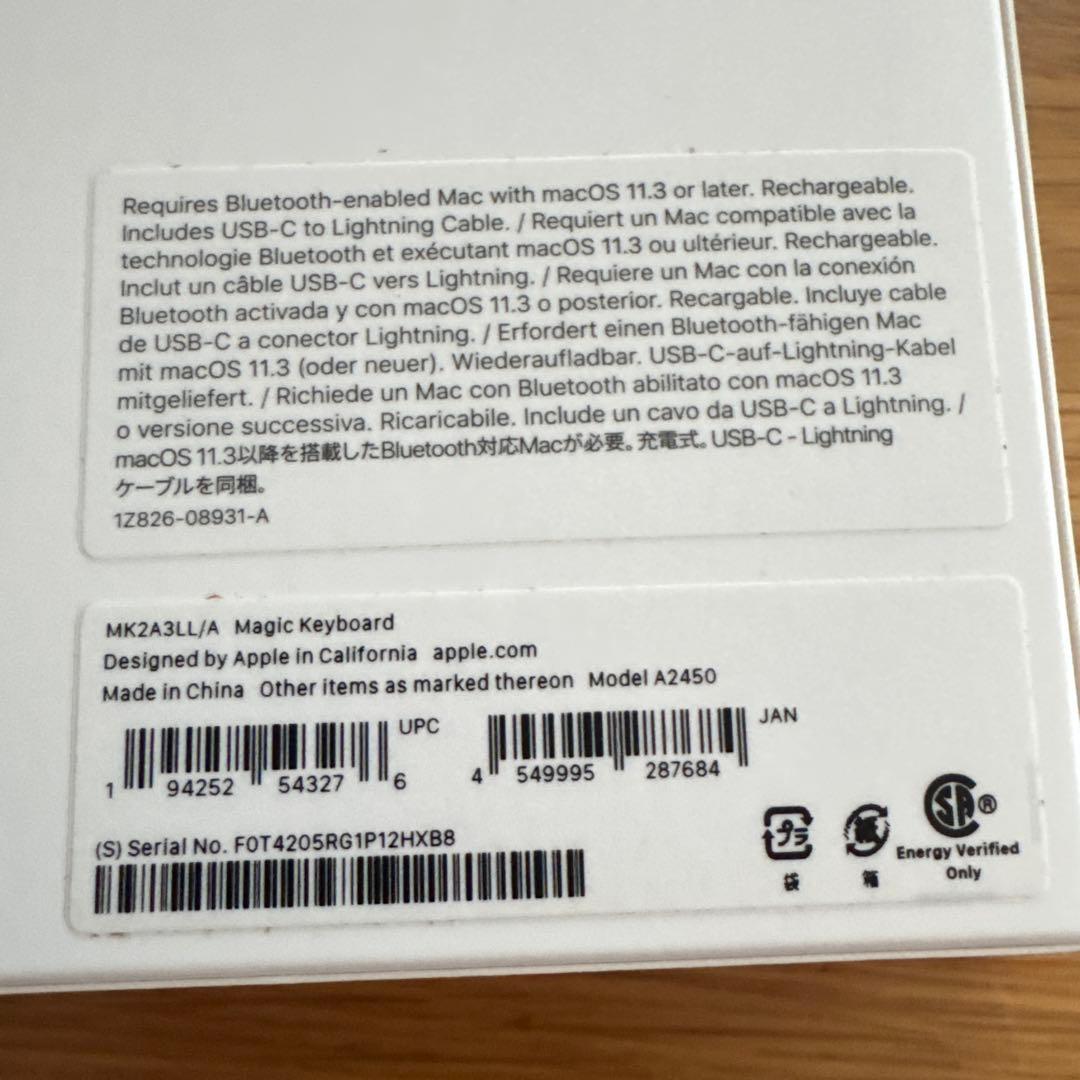 Requires Bluetooth-enabled Mac with macOS 11.3 or later. Rechargeable.
Includes USB-C to Lightning Cable. / Requiert un Mac compatible avec la
technologie Bluetooth et exécutant macOS 11.3 ou ultérieur. Rechargeable.
Inclut un câble USB-C vers Lightning. / Requiere un Mac con la conexión
Bluetooth activada y con macOS 11.3 o posterior. Recargable. Incluye cable
de USB-C a conector Lightning. / Erfordert einen Bluetooth-fähigen Mac
mit macOS 11.3 (oder neuer). Wiederaufladbar. USB-C-auf-Lightning-Kabel
mitgeliefert. / Richiede un Mac con Bluetooth abilitato con macOS 11.3
o versione successiva. Ricaricabile. Include un cavo da USB-C a Lightning. /
macOS 11.3以降を搭載したBluetooth対応Macが必要。充電式。USB-C - Lightning
ケーブルを同梱。
1Z826-08931-A
MK2A3LL/A Magic Keyboard
Designed by Apple in California apple.com
Made in China Other items as marked thereon Model A2450
UPC
1 94252 54327 6
JAN
4 549995 287684
(S) Serial No. F0T4205RG1P12HXB8
プラ
袋
紙
箱
SA ®
Energy Verified
Only